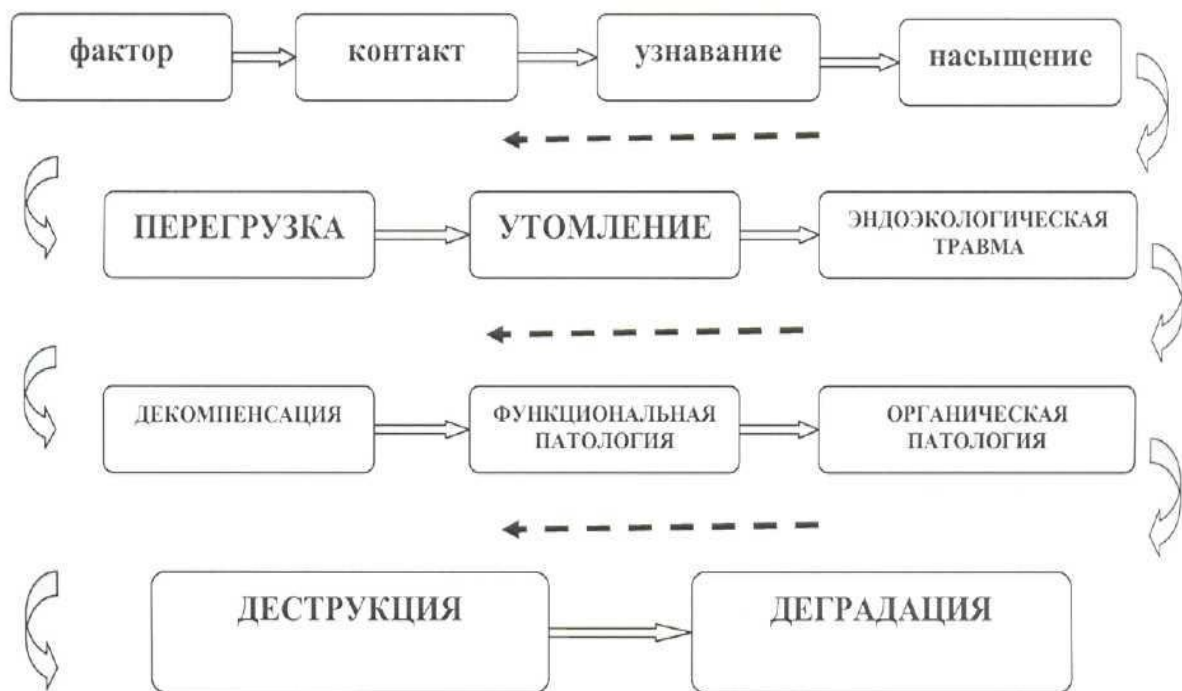 фактор
контакт
узнавание
насыщение
ПЕРЕГРУЗКА
УТОМЛЕНИЕ
ЭНДОЭКОЛОГИЧЕСКАЯ
ТРАВМА
ДЕКОМПЕНСАЦИЯ
ФУНКЦИОНАЛЬНАЯ
ПАТОЛОГИЯ
ОРГАНИЧЕСКАЯ
ПАТОЛОГИЯ
ДЕСТРУКЦИЯ
ДЕГРАДАЦИЯ